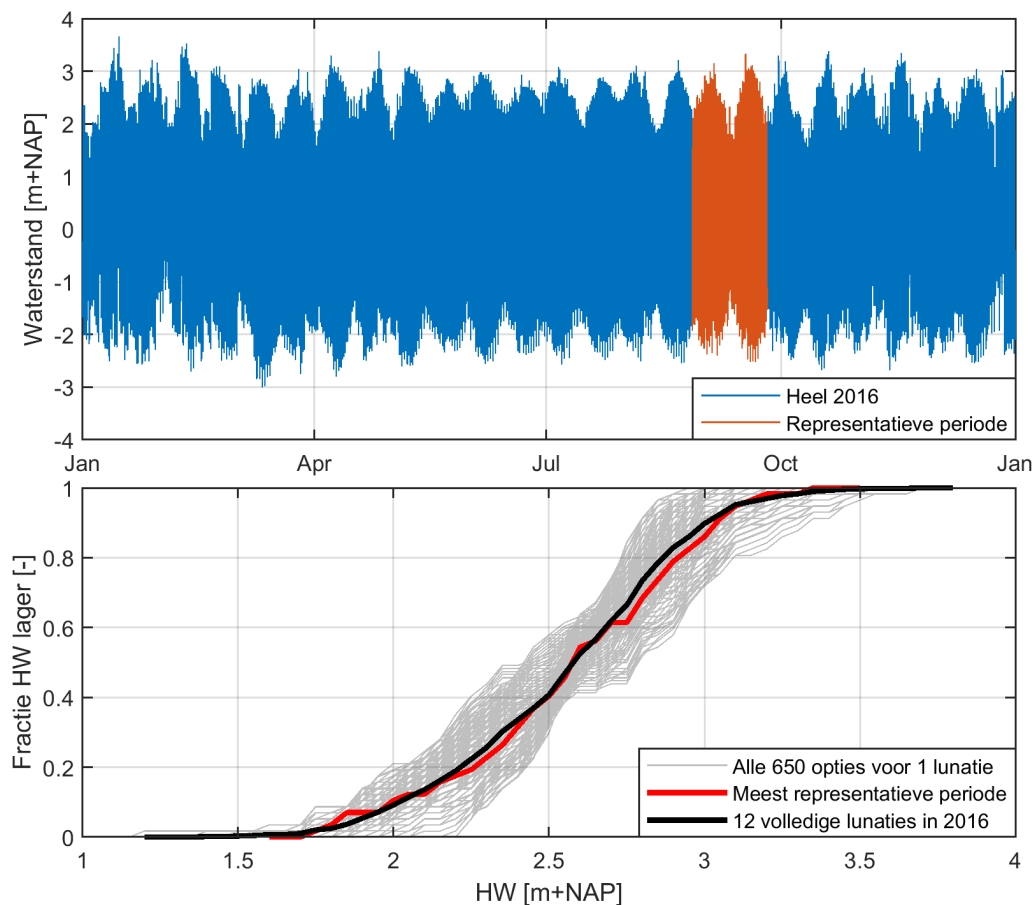 4
3
2
1
0
-1
-2
-3
-4
Waterstand [m+NAP]
Heel 2016
Representatieve periode
Jan Apr Jul Oct Jan
1
0.8
0.6
0.4
0.2
0
Fractie HW lager [-]
Alle 650 opties voor 1 lunatie
Meest representatieve periode
12 volledige lunaties in 2016
1 1.5 2 2.5 3 3.5 4
HW [m+NAP]